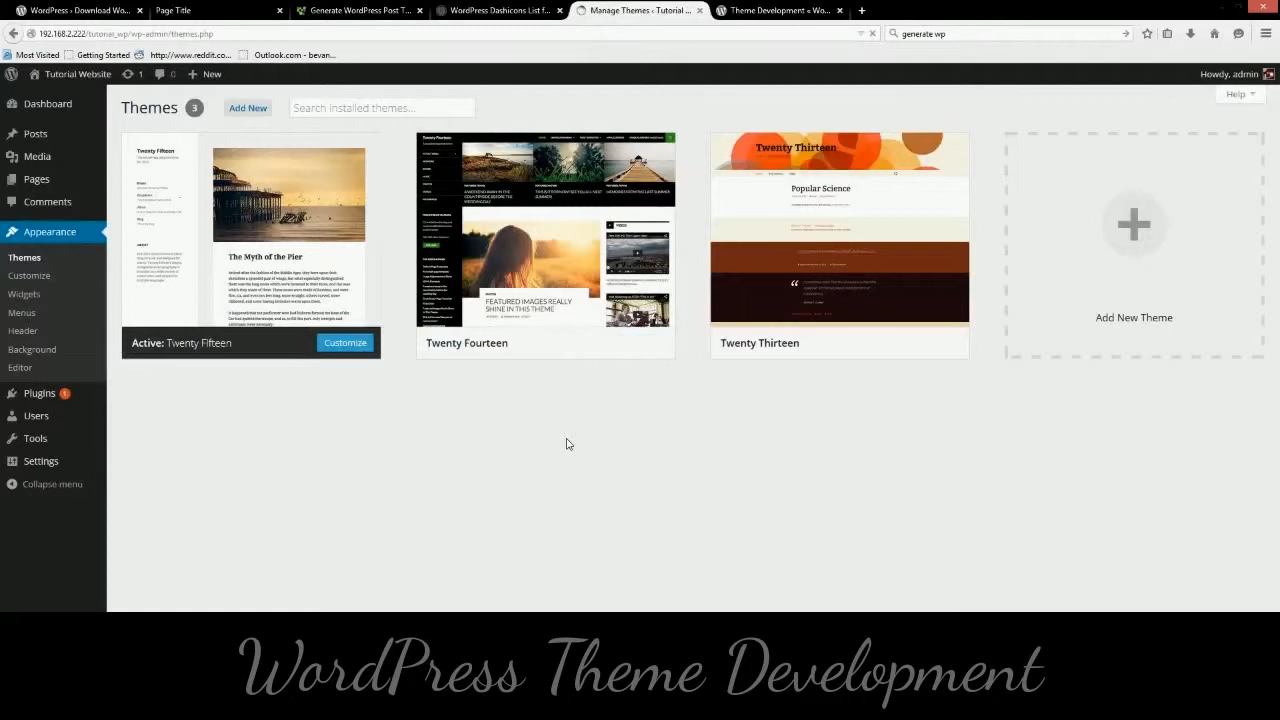 WordPress › Download Wo...
Page Title
Generate WordPress Post T...
WordPress Dashicons List f...
Manage Themes ‹ Tutorial ...
Theme Development « Wo...
192.168.2.222/tutorial_wp/wp-admin/themes.php
generate wp
Most Visited
Getting Started
http://www.reddit.co...
Outlook.com - bevan...
Tutorial Website
1
0
New
Howdy, admin
Dashboard
Posts
Media
Pages
Comments
Appearance
Themes
Customize
Widgets
Menus
Header
Background
Editor
Plugins 1
Users
Tools
Settings
Collapse menu
Themes 3
Add New
Search installed themes...
Help
Twenty Fifteen
The Myth of the Pier
Active: Twenty Fifteen
Customize
Twenty Fourteen
FEATURED IMAGES REALLY
SHINE IN THIS THEME
Twenty Fourteen
Twenty Thirteen
Popular Science
Twenty Thirteen
Add New Theme
WordPress Theme Development